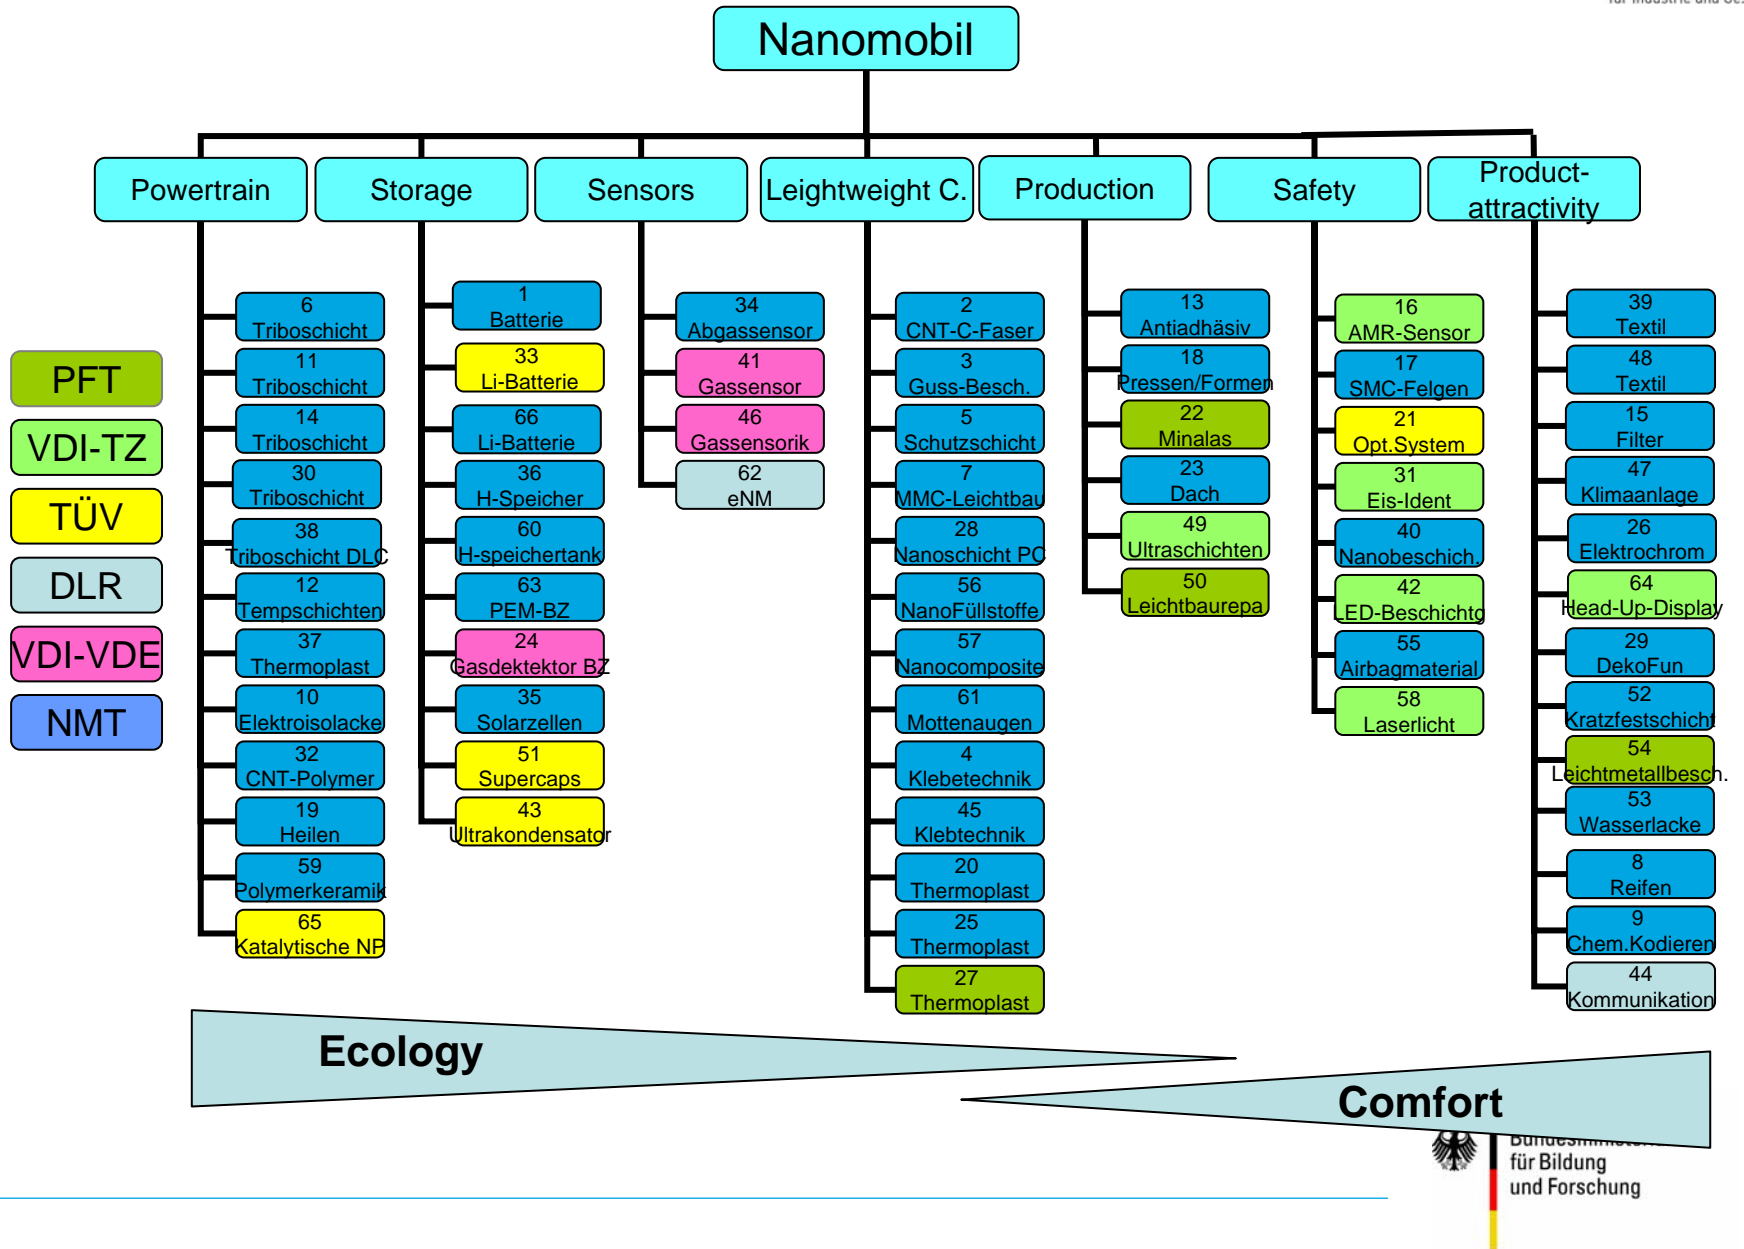 Nanomobil
Powertrain
Storage
Sensors
Leightweight C.
Production
Safety
Product-
attractivity
PFT
VDI-TZ
TÜV
DLR
VDI-VDE
NMT
6
Triboschicht
11
Triboschicht
14
Triboschicht
30
Triboschicht
38
Triboschicht DLC
12
Tempschichten
37
Thermoplast
10
Elektroisolacke
32
CNT-Polymer
19
Heilen
59
Polymerkeramik
65
Katalytische NP
1
Batterie
33
Li-Batterie
66
Li-Batterie
36
H-Speicher
60
H-speichertank
63
PEM-BZ
24
Gasdektektor BZ
35
Solarzellen
51
Supercaps
43
Ultrakondensator
34
Abgassensor
41
Gassensor
46
Gassensorik
62
eNM
2
CNT-C-Faser
3
Guss-Besch.
5
Schutzschicht
7
MMC-Leichtbau
28
Nanoschicht PC
56
NanoFüllstoffe
57
Nanocomposite
61
Mottenaugen
4
Klebetechnik
45
Klebtechnik
20
Thermoplast
25
Thermoplast
27
Thermoplast
13
Antiadhäsiv
18
Pressen/Formen
22
Minalas
23
Dach
49
Ultraschichten
50
Leichtbaurepa
16
AMR-Sensor
17
SMC-Felgen
21
Opt.System
31
Eis-Ident
40
Nanobeschich.
42
LED-Beschichtg
55
Airbagmaterial
58
Laserlicht
39
Textil
48
Textil
15
Filter
47
Klimaanlage
26
Elektrochrom
64
Head-Up-Display
29
DekoFun
52
Kratzfestschicht
54
Leichtmetallbesch.
53
Wasserlacke
8
Reifen
9
Chem.Kodieren
44
Kommunikation
Ecology
Comfort
für Bildung
und Forschung